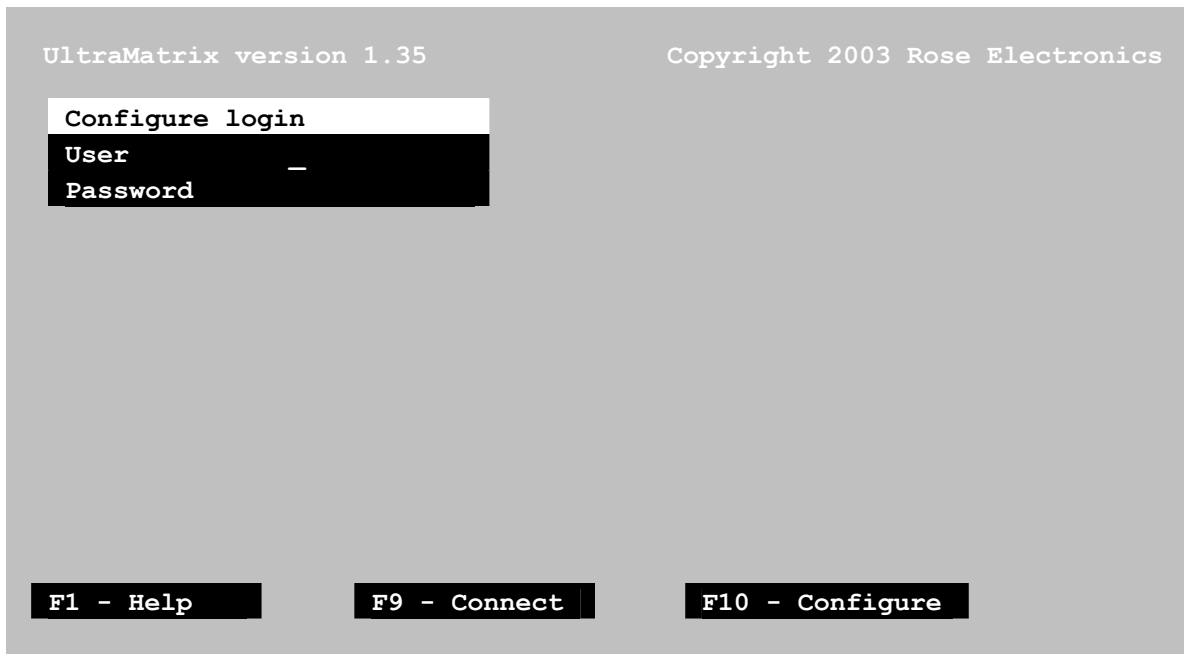 UltraMatrix version 1.35 Copyright 2003 Rose Electronics
Configure login
User _
Password
F1 - Help F9 - Connect F10 - Configure